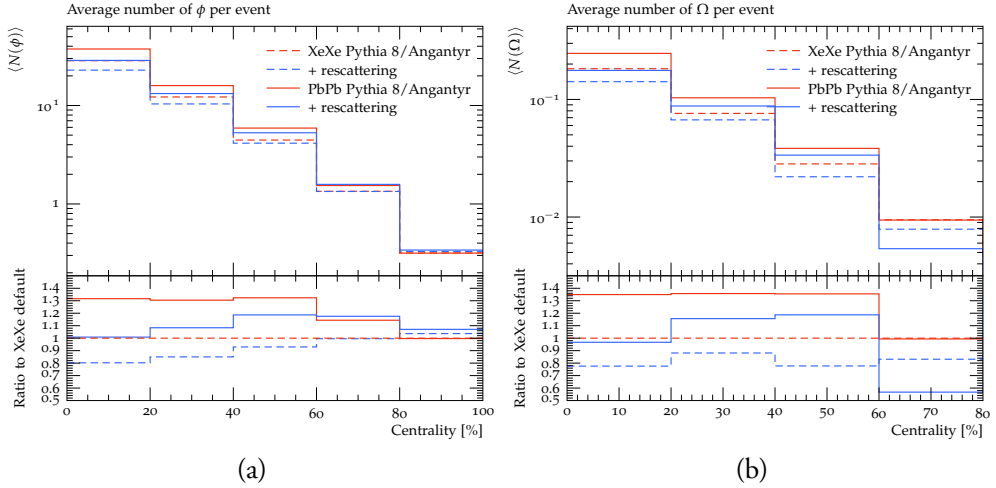 Average number of ϕ per event
⟨N(ϕ)⟩
XeXe Pythia 8/Angantyr
+ rescattering
PbPb Pythia 8/Angantyr
+ rescattering
10^1
1
Ratio to XeXe default
1.4
1.3
1.2
1.1
1
0.9
0.8
0.7
0.6
0.5
0 20 40 60 80 100
Centrality [%]
(a)
Average number of Ω per event
⟨N(Ω)⟩
XeXe Pythia 8/Angantyr
+ rescattering
PbPb Pythia 8/Angantyr
+ rescattering
10^−1
10^−2
Ratio to XeXe default
1.4
1.3
1.2
1.1
1
0.9
0.8
0.7
0.6
0.5
0 10 20 30 40 50 60 70 80
Centrality [%]
(b)